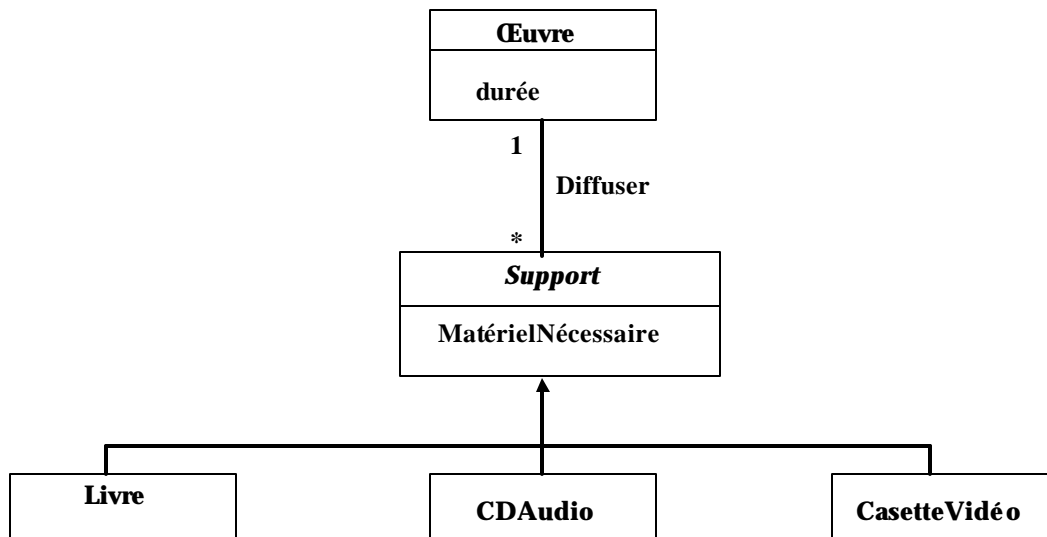 Œuvre
durée
1
Diffuser
*
Support
MatérielNécessaire
Livre
CDAudio
CasetteVidéo